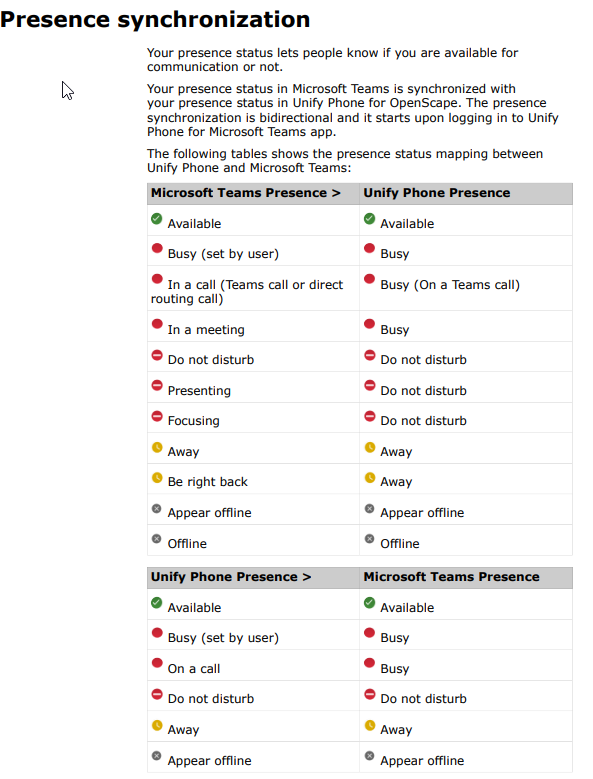 Presence synchronization
Your presence status lets people know if you are available for
communication or not.
Your presence status in Microsoft Teams is synchronized with
your presence status in Unify Phone for OpenScape. The presence
synchronization is bidirectional and it starts upon logging in to Unify
Phone for Microsoft Teams app.
The following tables shows the presence status mapping between
Unify Phone and Microsoft Teams:
Microsoft Teams Presence > Unify Phone Presence
Available Available
Busy (set by user) Busy
In a call (Teams call or direct Busy (On a Teams call)
routing call)
In a meeting Busy
Do not disturb Do not disturb
Presenting Do not disturb
Focusing Do not disturb
Away Away
Be right back Away
Appear offline Appear offline
Offline Offline
Unify Phone Presence > Microsoft Teams Presence
Available Available
Busy (set by user) Busy
On a call Busy
Do not disturb Do not disturb
Away Away
Appear offline Appear offline